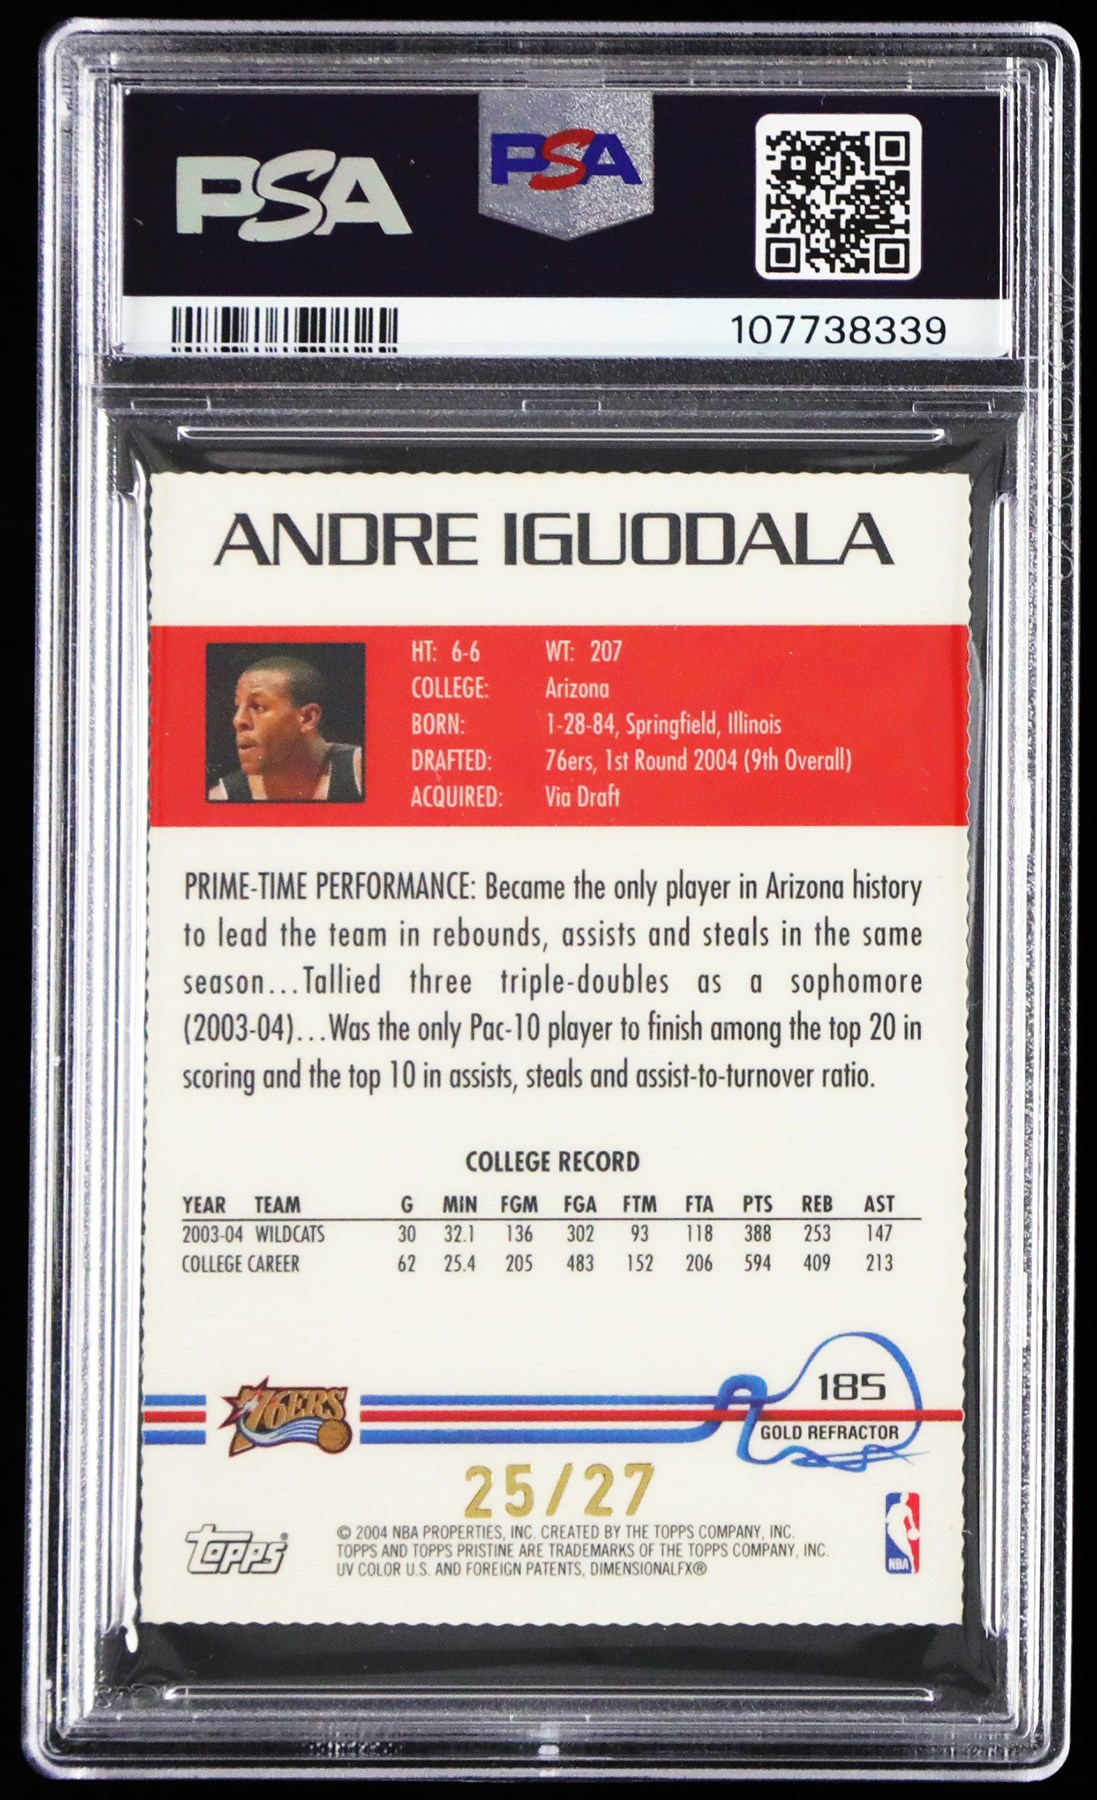 PSA
PSA
107738339
ANDRE IGUODALA
HT: 6-6 WT: 207
COLLEGE: Arizona
BORN: 1-28-84, Springfield, Illinois
DRAFTED: 76ers, 1st Round 2004 (9th Overall)
ACQUIRED: Via Draft
PRIME-TIME PERFORMANCE: Became the only player in Arizona history
to lead the team in rebounds, assists and steals in the same
season...Tallied three triple-doubles as a sophomore
(2003-04)...Was the only Pac-10 player to finish among the top 20 in
scoring and the top 10 in assists, steals and assist-to-turnover ratio.
COLLEGE RECORD
YEAR TEAM G MIN FGM FGA FTM FTA PTS REB AST
2003-04 WILDCATS 30 32.1 136 302 93 118 388 253 147
COLLEGE CAREER 62 25.4 205 483 152 206 594 409 213
76ERS
185
GOLD REFRACTOR
25/27
Topps®
© 2004 NBA PROPERTIES, INC. CREATED BY THE TOPPS COMPANY, INC.
TOPPS AND TOPPS PRISTINE ARE TRADEMARKS OF THE TOPPS COMPANY, INC.
UV COLOR U.S. AND FOREIGN PATENTS, DIMENSIONALFX®
NBA